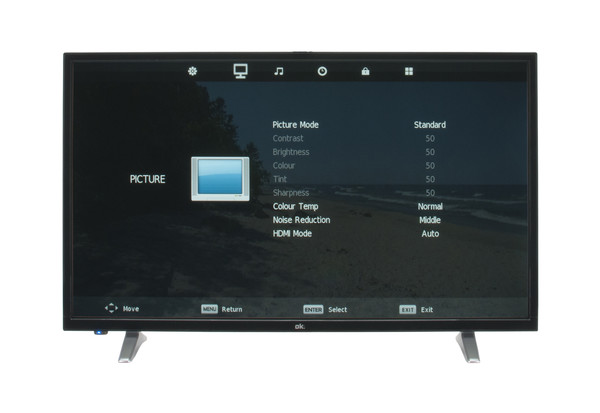 Picture Mode Standard
Contrast 50
Brightness 50
Colour 50
PICTURE
Tint 50
Sharpness 50
Colour Temp Normal
Noise Reduction Middle
HDMI Mode Auto
Move MENU Return ENTER Select EXIT Exit
ok.